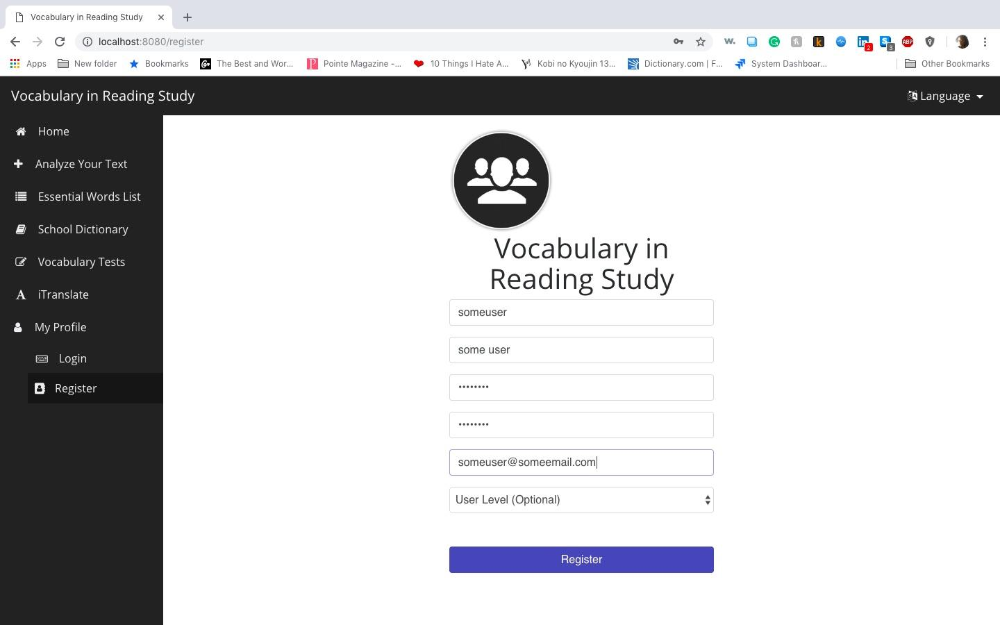 Vocabulary in Reading Study
localhost:8080/register
2
3
ABP
Apps
New folder
Bookmarks
The Best and Wor...
Pointe Magazine -...
10 Things I Hate A...
Kobi no Kyoujin 13...
Dictionary.com | F...
System Dashboar...
Other Bookmarks
Vocabulary in Reading Study
Language
Home
Analyze Your Text
Essential Words List
School Dictionary
Vocabulary Tests
iTranslate
My Profile
Login
Register
Vocabulary in
Reading Study
someuser
some user
••••••••
••••••••
someuser@someemail.com
User Level (Optional)
Register